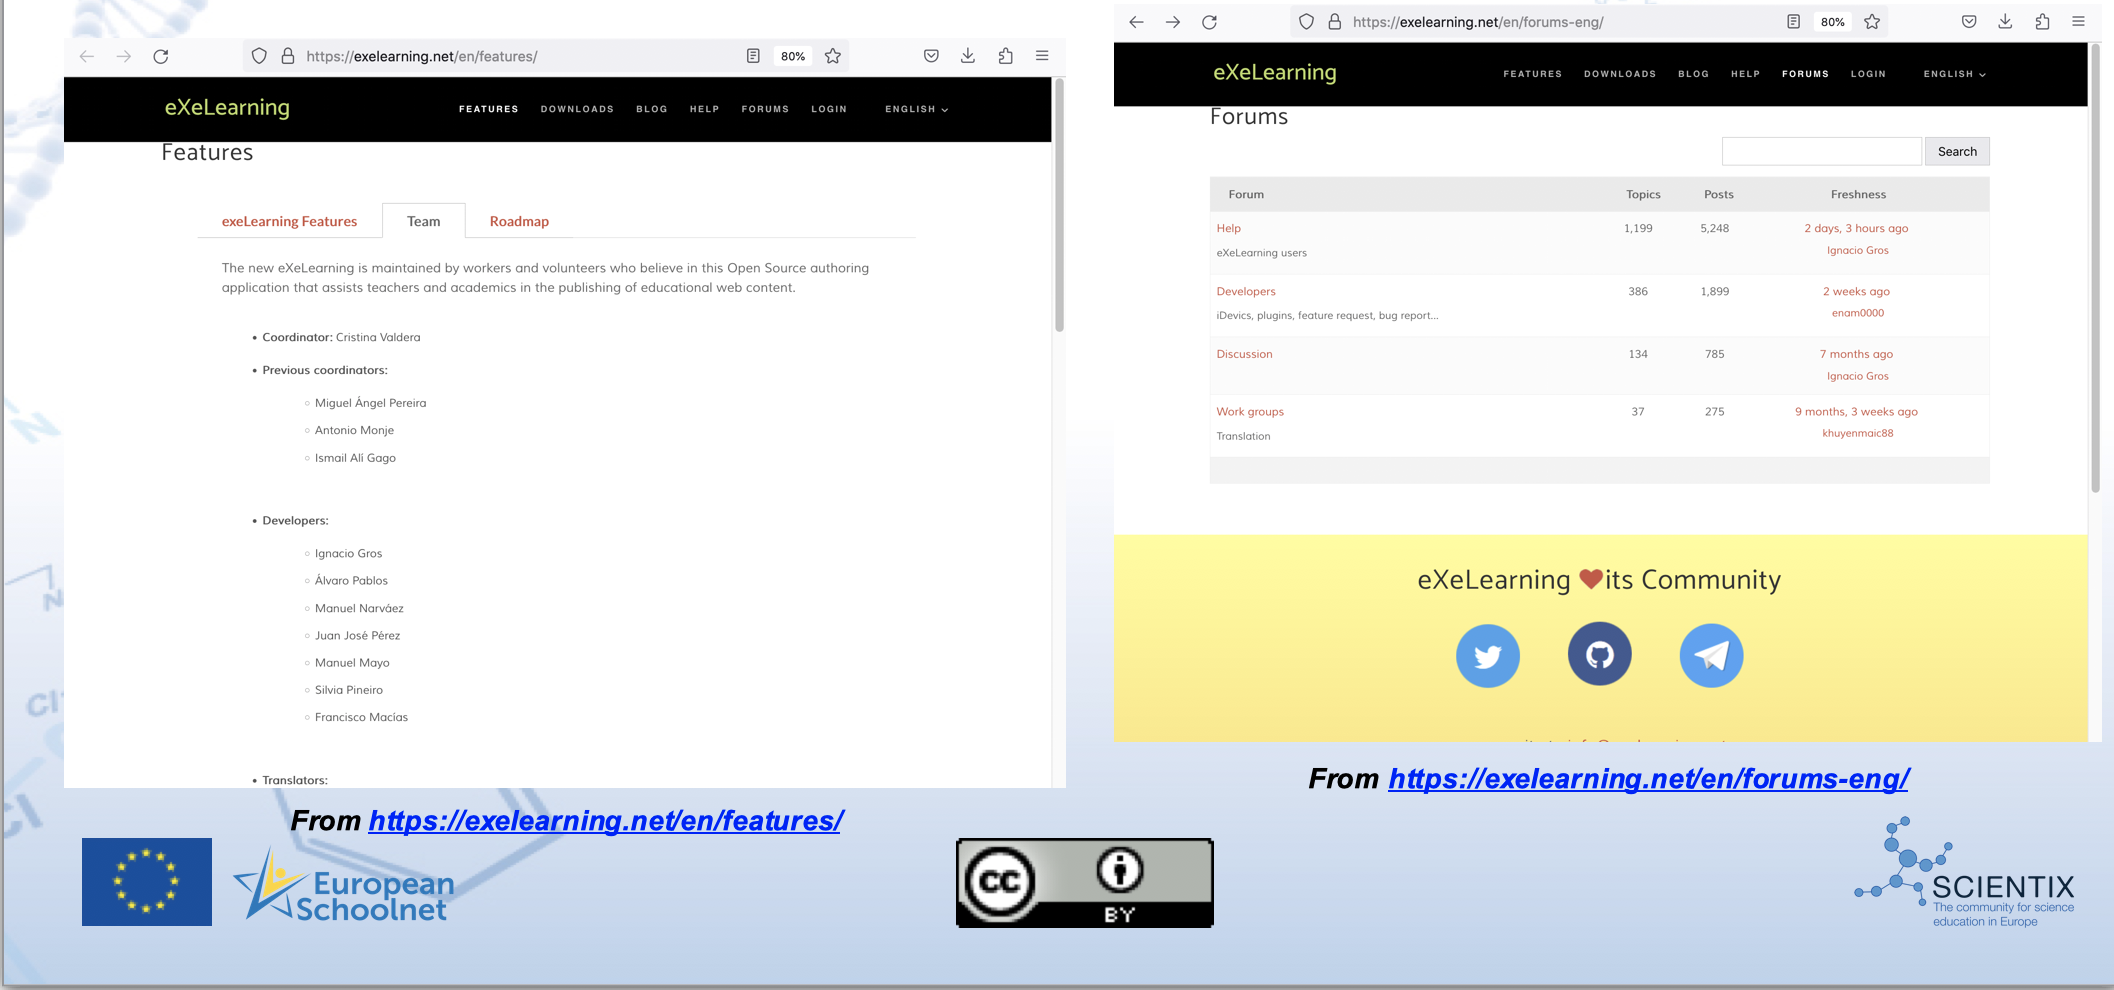 https://exelearning.net/en/features/
80%
eXeLearning
FEATURES DOWNLOADS BLOG HELP FORUMS LOGIN ENGLISH
Features
exeLearning Features Team Roadmap
The new eXeLearning is maintained by workers and volunteers who believe in this Open Source authoring
application that assists teachers and academics in the publishing of educational web content.
• Coordinator: Cristina Valdera
• Previous coordinators:
◦ Miguel Ángel Pereira
◦ Antonio Monje
◦ Ismail Alí Gago
• Developers:
◦ Ignacio Gros
◦ Álvaro Pablos
◦ Manuel Narváez
◦ Juan José Pérez
◦ Manuel Mayo
◦ Silvia Pineiro
◦ Francisco Macías
• Translators:
From https://exelearning.net/en/features/
https://exelearning.net/en/forums-eng/
80%
eXeLearning
FEATURES DOWNLOADS BLOG HELP FORUMS LOGIN ENGLISH
Forums
Search
Forum Topics Posts Freshness
Help 1,199 5,248 2 days, 3 hours ago
eXeLearning users Ignacio Gros
Developers 386 1,899 2 weeks ago
iDevics, plugins, feature request, bug report... enam0000
Discussion 134 785 7 months ago
Ignacio Gros
Work groups 37 275 9 months, 3 weeks ago
Translation khuyenmaic88
eXeLearning its Community
From https://exelearning.net/en/forums-eng/
European
Schoolnet
cc
BY
SCIENTIX
The community for science
education in Europe